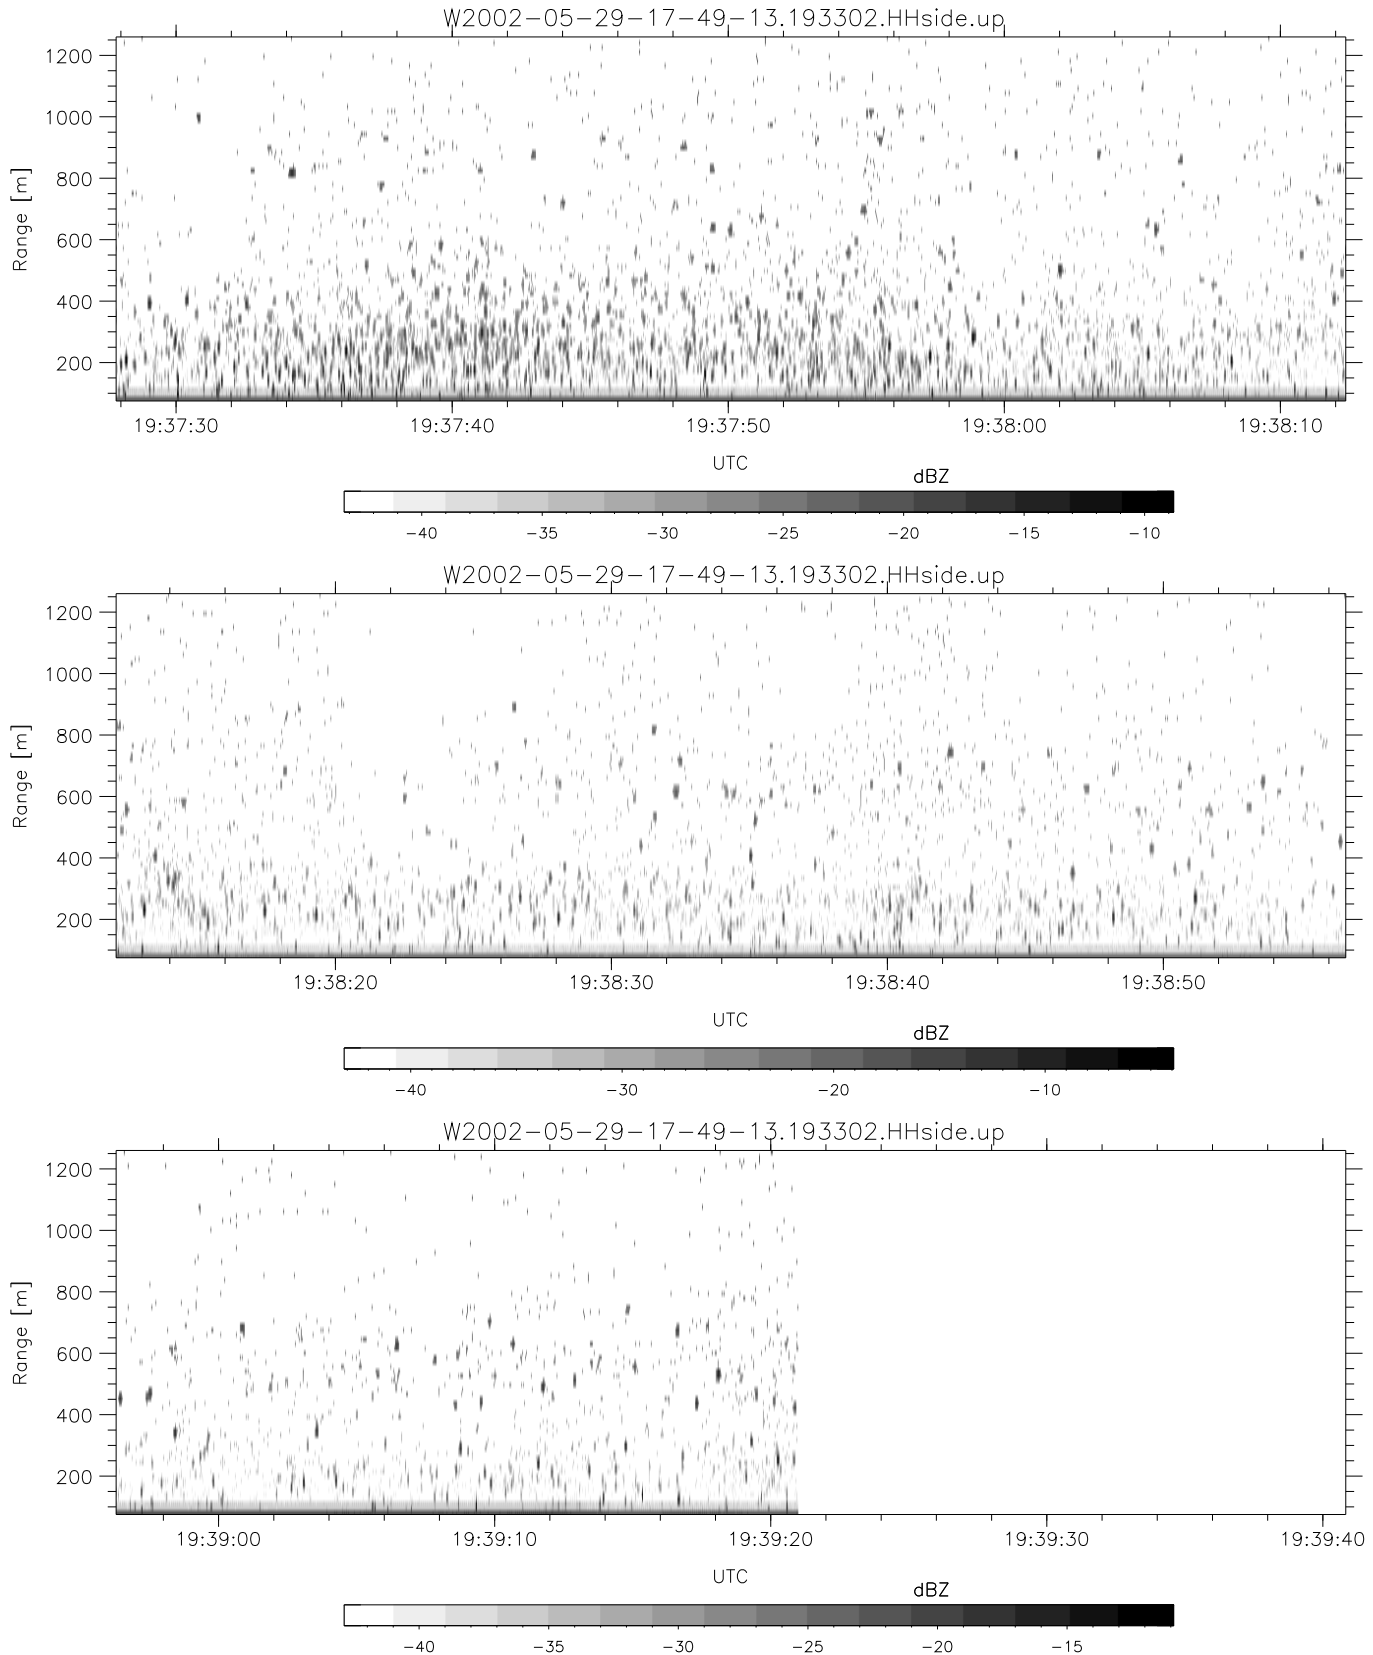 W2002-05-29-17-49-13.193302.HHside.up
1200
1000
800
600
400
200
Range [m]
19:37:30 19:37:40 19:37:50 19:38:00 19:38:10
UTC
dBZ
-40 -35 -30 -25 -20 -15 -10
W2002-05-29-17-49-13.193302.HHside.up
1200
1000
800
600
400
200
Range [m]
19:38:20 19:38:30 19:38:40 19:38:50
UTC
dBZ
-40 -30 -20 -10
W2002-05-29-17-49-13.193302.HHside.up
1200
1000
800
600
400
200
Range [m]
19:39:00 19:39:10 19:39:20 19:39:30 19:39:40
UTC
dBZ
-40 -35 -30 -25 -20 -15